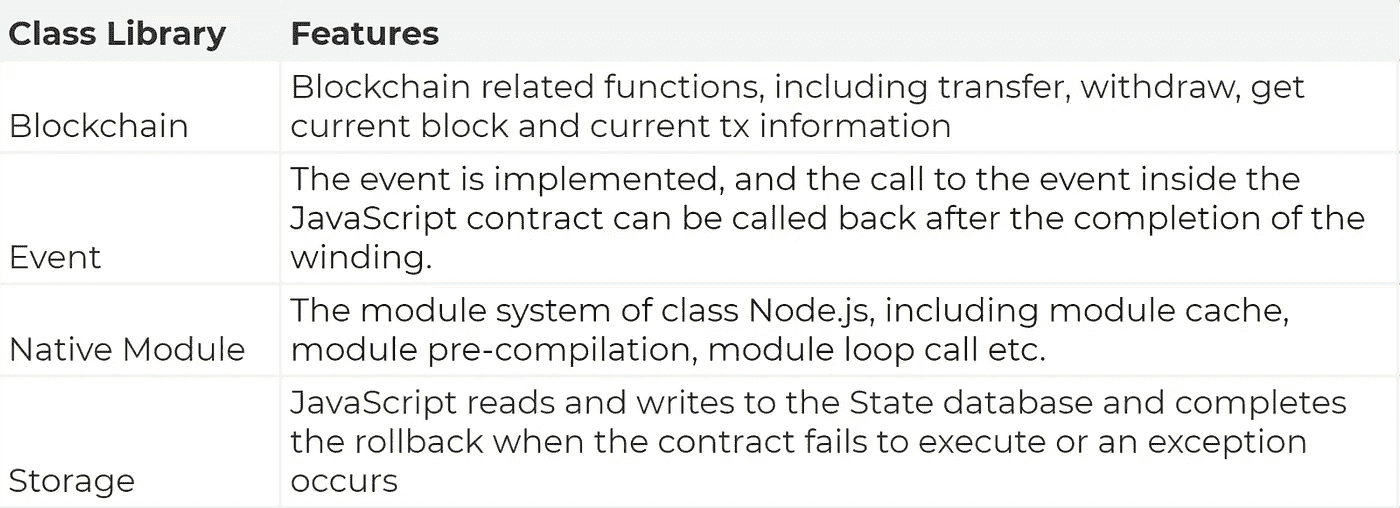 Class Library Features
Blockchain related functions, including transfer, withdraw, get
Blockchain current block and current tx information
The event is implemented, and the call to the event inside the
JavaScript contract can be called back after the completion of the
Event winding.
The module system of class Node.js, including module cache,
Native Module module pre-compilation, module loop call etc.
JavaScript reads and writes to the State database and completes
the rollback when the contract fails to execute or an exception
Storage occurs